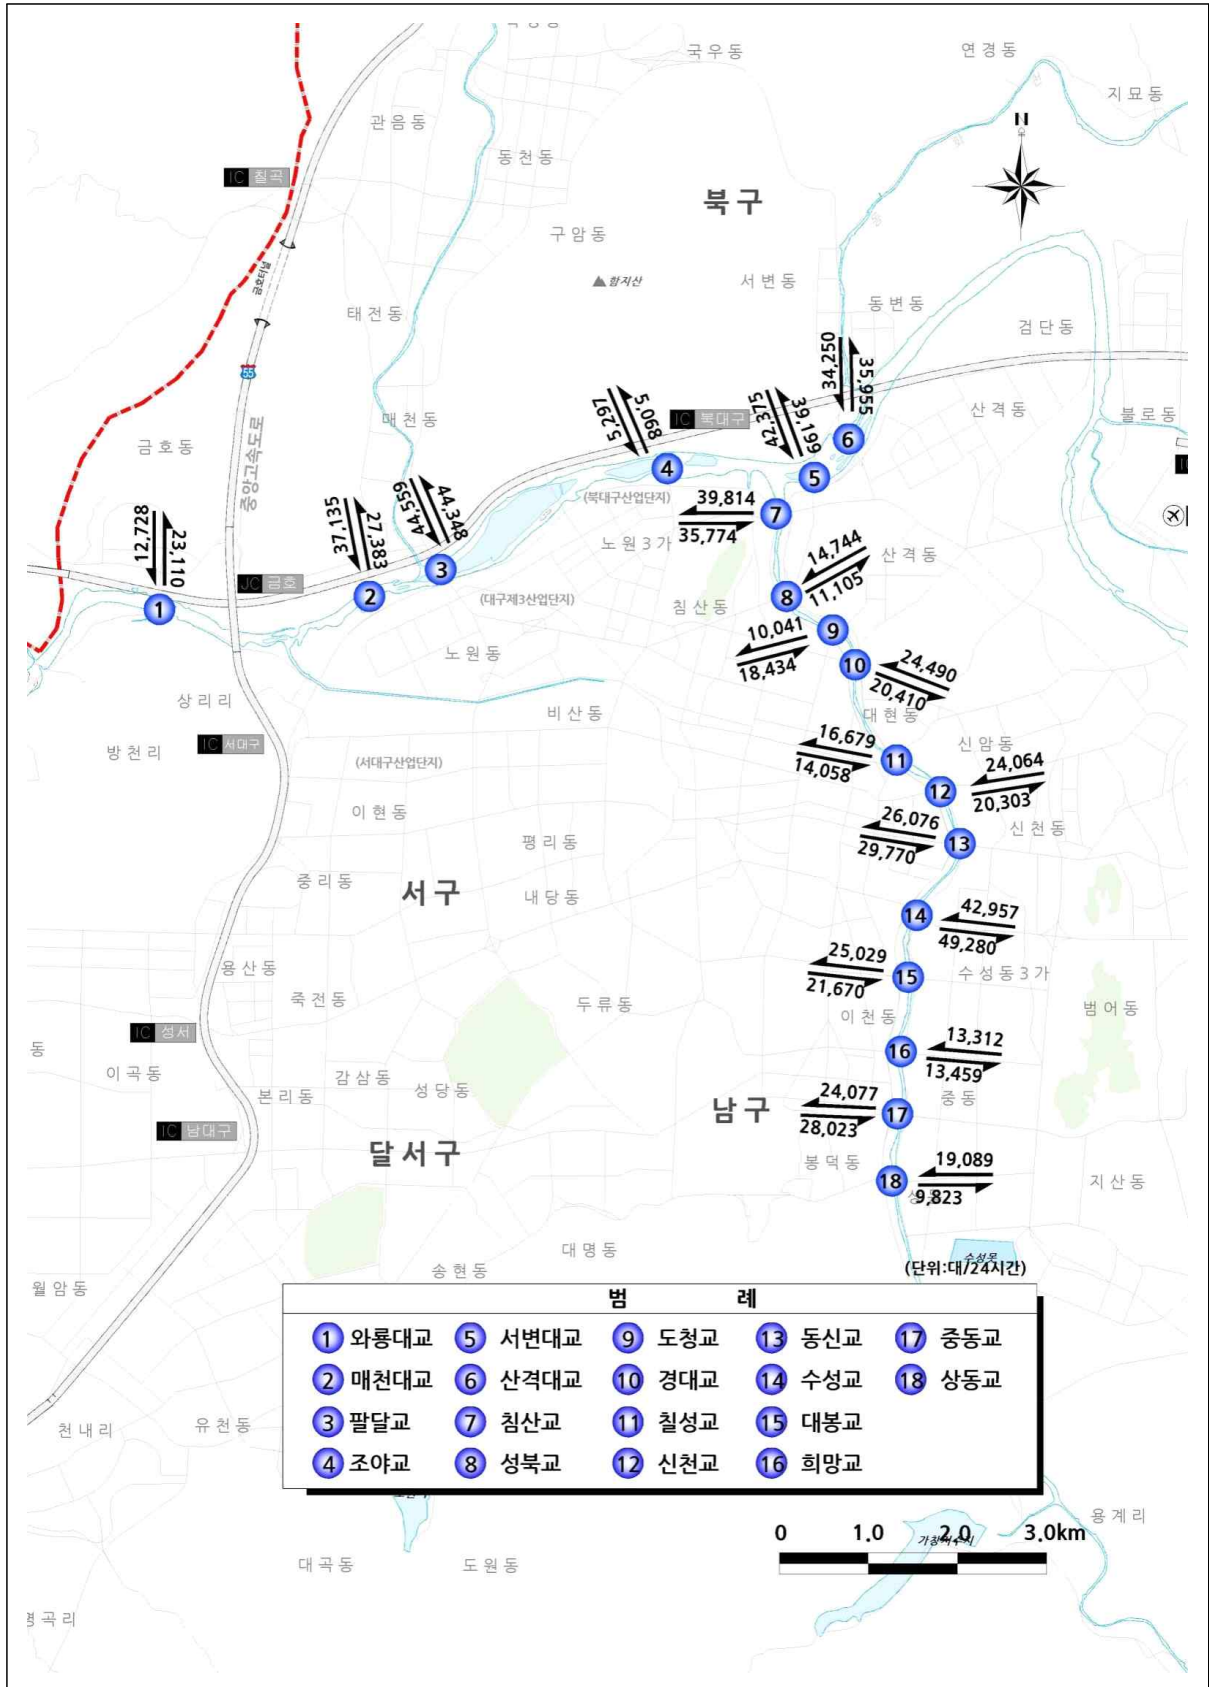 국우동
연경동
지묘동
관음동
N
동천동
IC 칠곡
북구
구암동
금호터널
▲함지산
서변동
동변동
태전동
검단동
34,250
35,955
55
5,297
5,068
42,375
39,199
IC 북대구
산격동
불로동
매천동
금호동
중앙고속도로
6
4
5
44,559
44,348
(북대구산업단지)
39,814
37,135
27,383
7
35,774
12,728
23,110
노원3가
14,744
산격동
3
11,105
JC 금호
2
8
1
(대구제3산업단지)
침산동
10,041
9
18,434
노원동
10
24,490
20,410
상리리
비산동
대현동
방천리
IC 서대구
16,679
신암동
(서대구산업단지)
14,058
11
24,064
12
20,303
이현동
26,076
신천동
평리동
29,770
13
중리동
서구
내당동
14
42,957
49,280
25,029
용산동
21,670
15
수성동3가
죽전동
두류동
범어동
이천동
IC 성서
13,312
동
16
이곡동
감삼동
13,459
성당동
본리동
24,077
중동
남구
17
IC 남대구
28,023
달서구
봉덕동
19,089
18
지산동
9,823
대명동
수성못
송현동
(단위:대/24시간)
월암동
범 례
1 와룡대교 5 서변대교 9 도청교 13 동신교 17 중동교
2 매천대교 6 산격대교 10 경대교 14 수성교 18 상동교
3 팔달교 7 침산교 11 칠성교 15 대봉교
4 조야교 8 성북교 12 신천교 16 희망교
천내리
유천동
용계리
0 1.0 2.0 3.0km
가창저수지
대곡동
도원동
명곡리